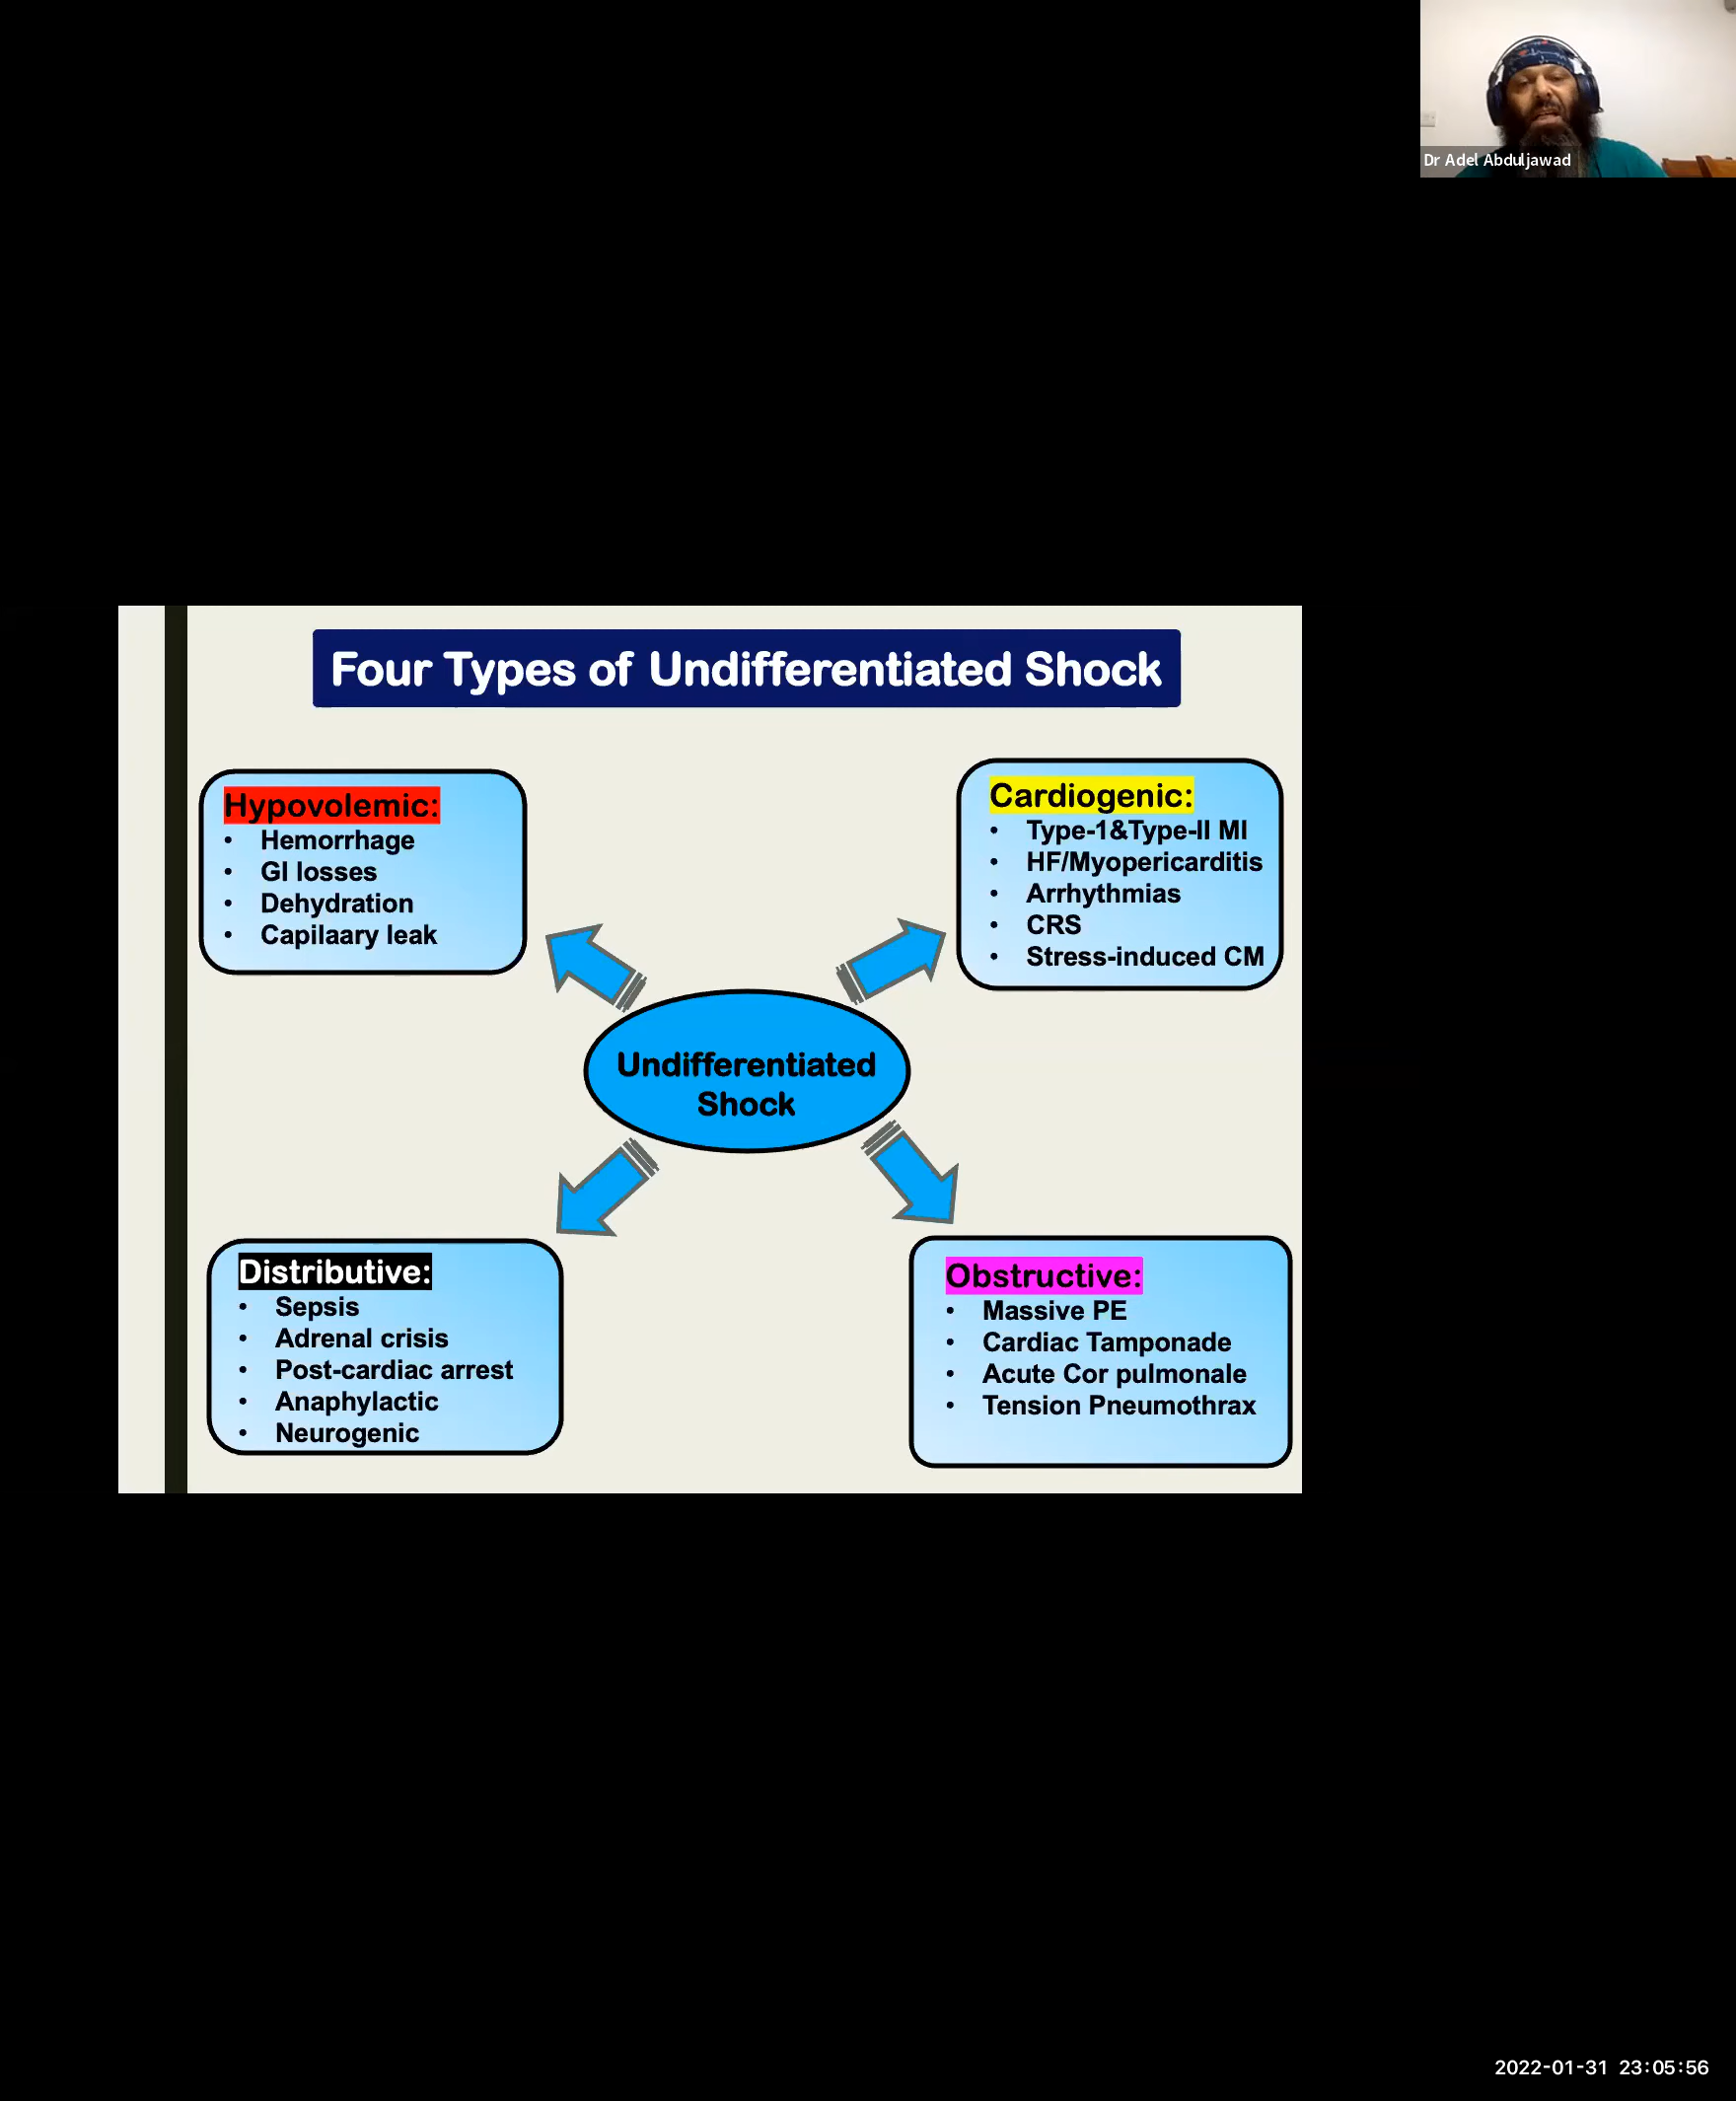 Dr Adel Abduljawad
Four Types of Undifferentiated Shock
Hypovolemic:
• Hemorrhage
• GI losses
• Dehydration
• Capilaary leak
Cardiogenic:
• Type-1&Type-II MI
• HF/Myopericarditis
• Arrhythmias
• CRS
• Stress-induced CM
Undifferentiated
Shock
Distributive:
• Sepsis
• Adrenal crisis
• Post-cardiac arrest
• Anaphylactic
• Neurogenic
Obstructive:
• Massive PE
• Cardiac Tamponade
• Acute Cor pulmonale
• Tension Pneumothrax
2022-01-31 23:05:56